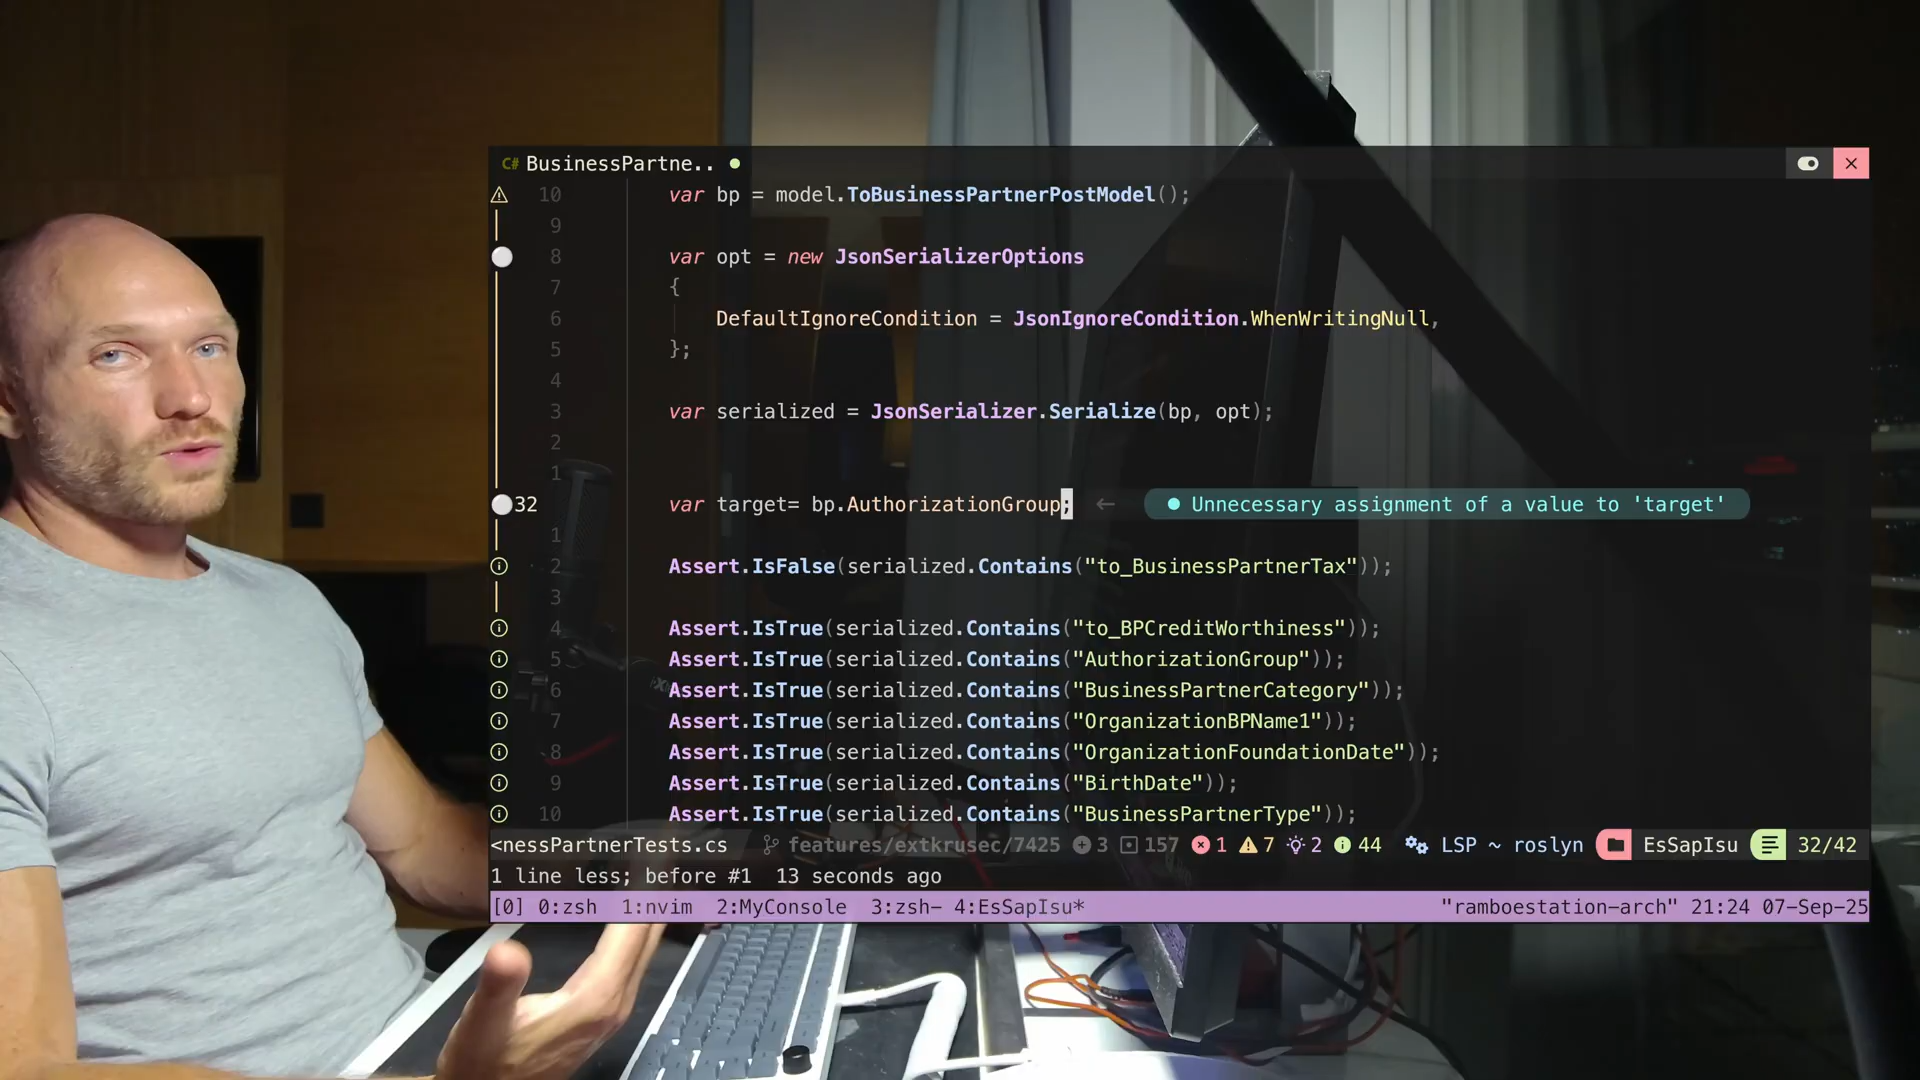 C# BusinessPartne..
10 var bp = model.ToBusinessPartnerPostModel();
9
8 var opt = new JsonSerializerOptions
7 {
6 DefaultIgnoreCondition = JsonIgnoreCondition.WhenWritingNull,
5 };
4
3 var serialized = JsonSerializer.Serialize(bp, opt);
2
1
32 var target= bp.AuthorizationGroup; ← ● Unnecessary assignment of a value to 'target'
1
2 Assert.IsFalse(serialized.Contains("to_BusinessPartnerTax"));
3
4 Assert.IsTrue(serialized.Contains("to_BPCreditWorthiness"));
5 Assert.IsTrue(serialized.Contains("AuthorizationGroup"));
6 Assert.IsTrue(serialized.Contains("BusinessPartnerCategory"));
7 Assert.IsTrue(serialized.Contains("OrganizationBPName1"));
8 Assert.IsTrue(serialized.Contains("OrganizationFoundationDate"));
9 Assert.IsTrue(serialized.Contains("BirthDate"));
10 Assert.IsTrue(serialized.Contains("BusinessPartnerType"));
<nessPartnerTests.cs features/extkrusec/7425 3 157 1 7 2 44 LSP ~ roslyn EsSapIsu 32/42
1 line less; before #1 13 seconds ago
[0] 0:zsh 1:nvim 2:MyConsole 3:zsh- 4:EsSapIsu* "ramboestation-arch" 21:24 07-Sep-25